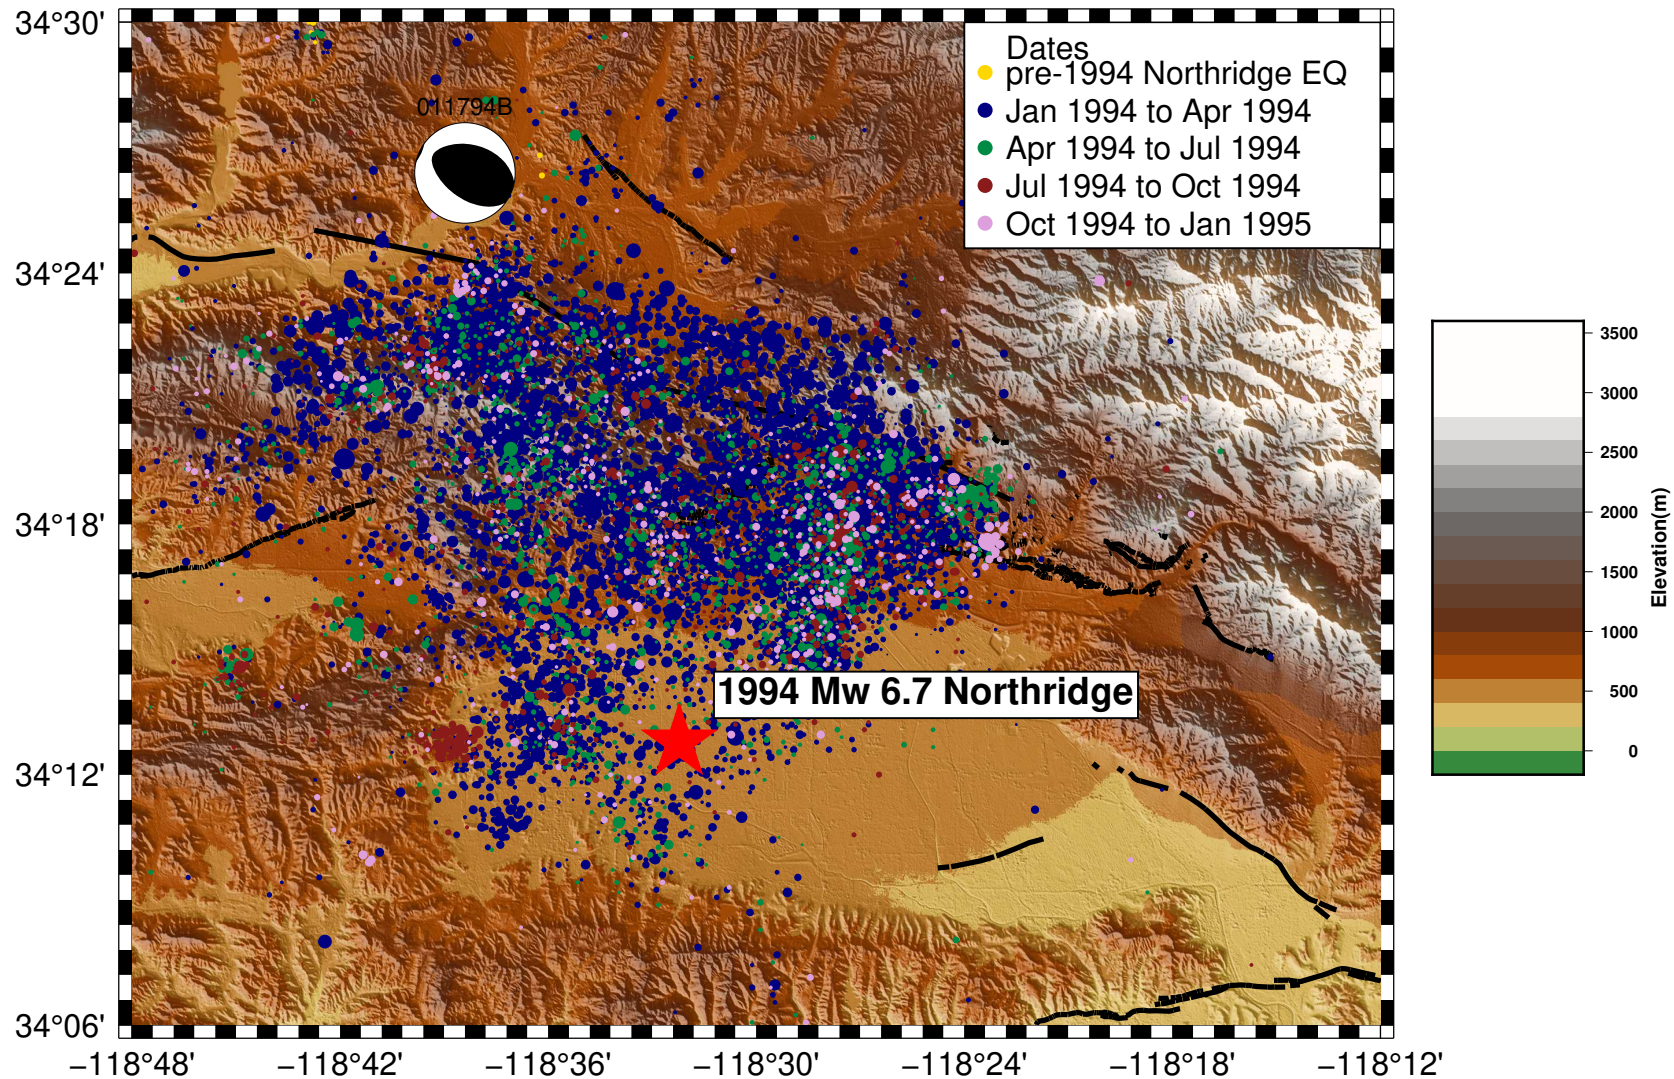 34°30'
34°24'
34°18'
34°12'
34°06'
011794B
Dates
pre-1994 Northridge EQ
Jan 1994 to Apr 1994
Apr 1994 to Jul 1994
Jul 1994 to Oct 1994
Oct 1994 to Jan 1995
1994 Mw 6.7 Northridge
3500
3000
2500
2000
1500
1000
500
0
Elevation(m)
−118°48' −118°42' −118°36' −118°30' −118°24' −118°18' −118°12'